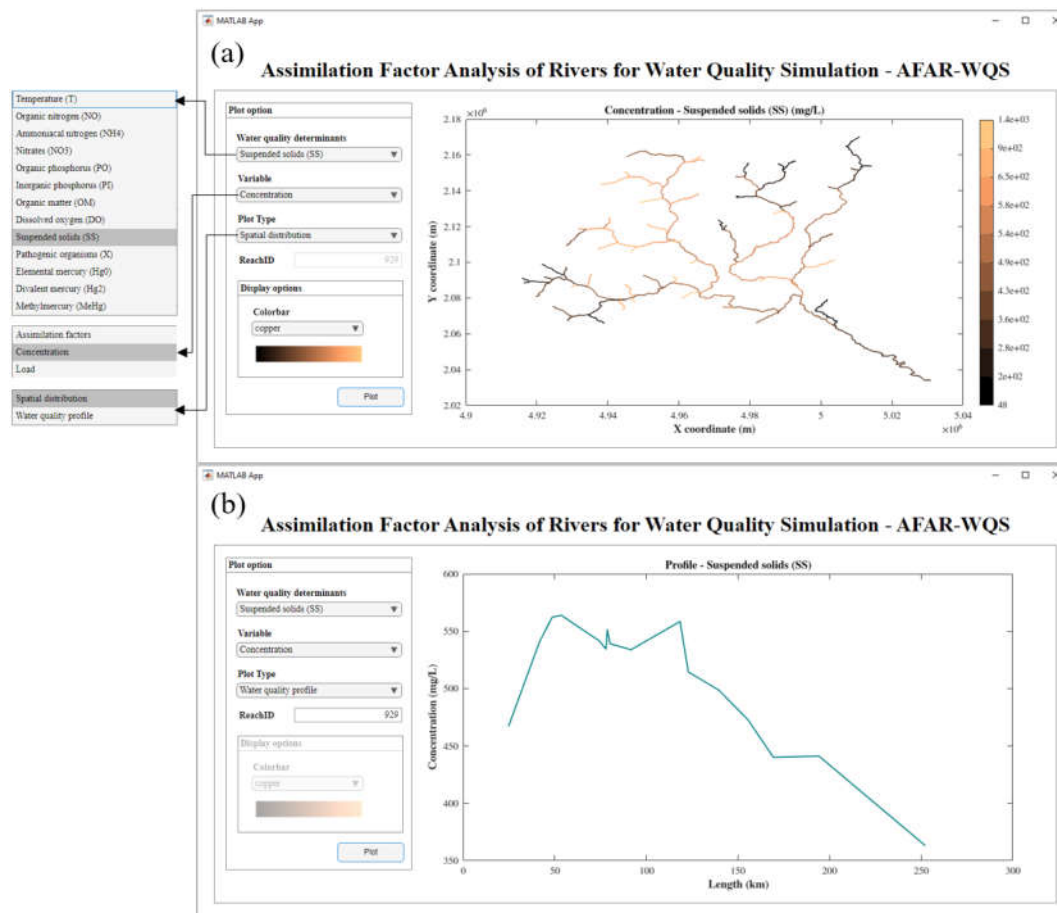 MATLAB App
(a)
Assimilation Factor Analysis of Rivers for Water Quality Simulation - AFAR-WQS
Temperature (T)
Organic nitrogen (NO)
Ammoniacal nitrogen (NH4)
Nitrates (NO3)
Organic phosphorus (PO)
Inorganic phosphorus (PI)
Organic matter (OM)
Dissolved oxygen (DO)
Suspended solids (SS)
Pathogenic organisms (X)
Elemental mercury (Hg0)
Divalent mercury (Hg2)
Methylmercury (MeHg)
Assimilation factors
Concentration
Load
Spatial distribution
Water quality profile
Plot option
Water quality determinants
Suspended solids (SS)
Variable
Concentration
Plot Type
Spatial distribution
ReachID 929
Display options
Colorbar
copper
Plot
Concentration - Suspended solids (SS) (mg/L)
×10⁶
2.18
2.16
2.14
2.12
2.1
2.08
2.06
2.04
2.02
Y coordinate (m)
4.9 4.92 4.94 4.96 4.98 5 5.02 5.04
×10⁶
X coordinate (m)
1.4e+03
9e+02
6.5e+02
5.8e+02
5.4e+02
4.9e+02
4.3e+02
3.6e+02
2.8e+02
2e+02
48
MATLAB App
(b)
Assimilation Factor Analysis of Rivers for Water Quality Simulation - AFAR-WQS
Plot option
Water quality determinants
Suspended solids (SS)
Variable
Concentration
Plot Type
Water quality profile
ReachID 929
Display options
Colorbar
copper
Plot
Profile - Suspended solids (SS)
600
550
500
450
400
350
Concentration (mg/L)
0 50 100 150 200 250 300
Length (km)